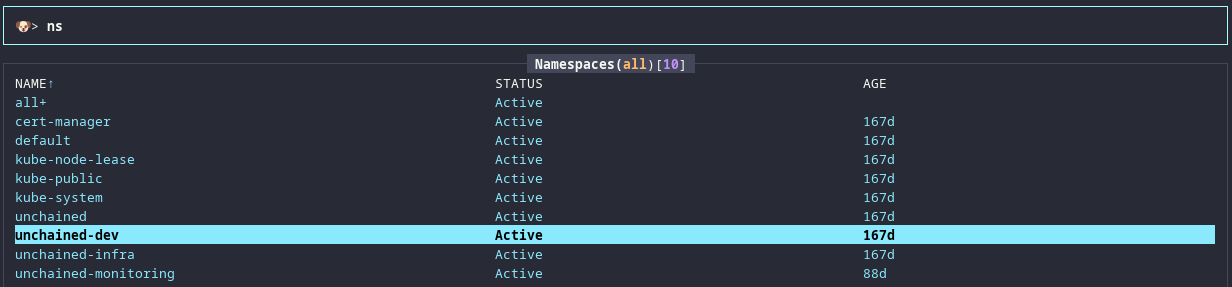 🐶> ns
Namespaces(all)[10]
NAME↑ STATUS AGE
all+ Active
cert-manager Active 167d
default Active 167d
kube-node-lease Active 167d
kube-public Active 167d
kube-system Active 167d
unchained Active 167d
unchained-dev Active 167d
unchained-infra Active 167d
unchained-monitoring Active 88d